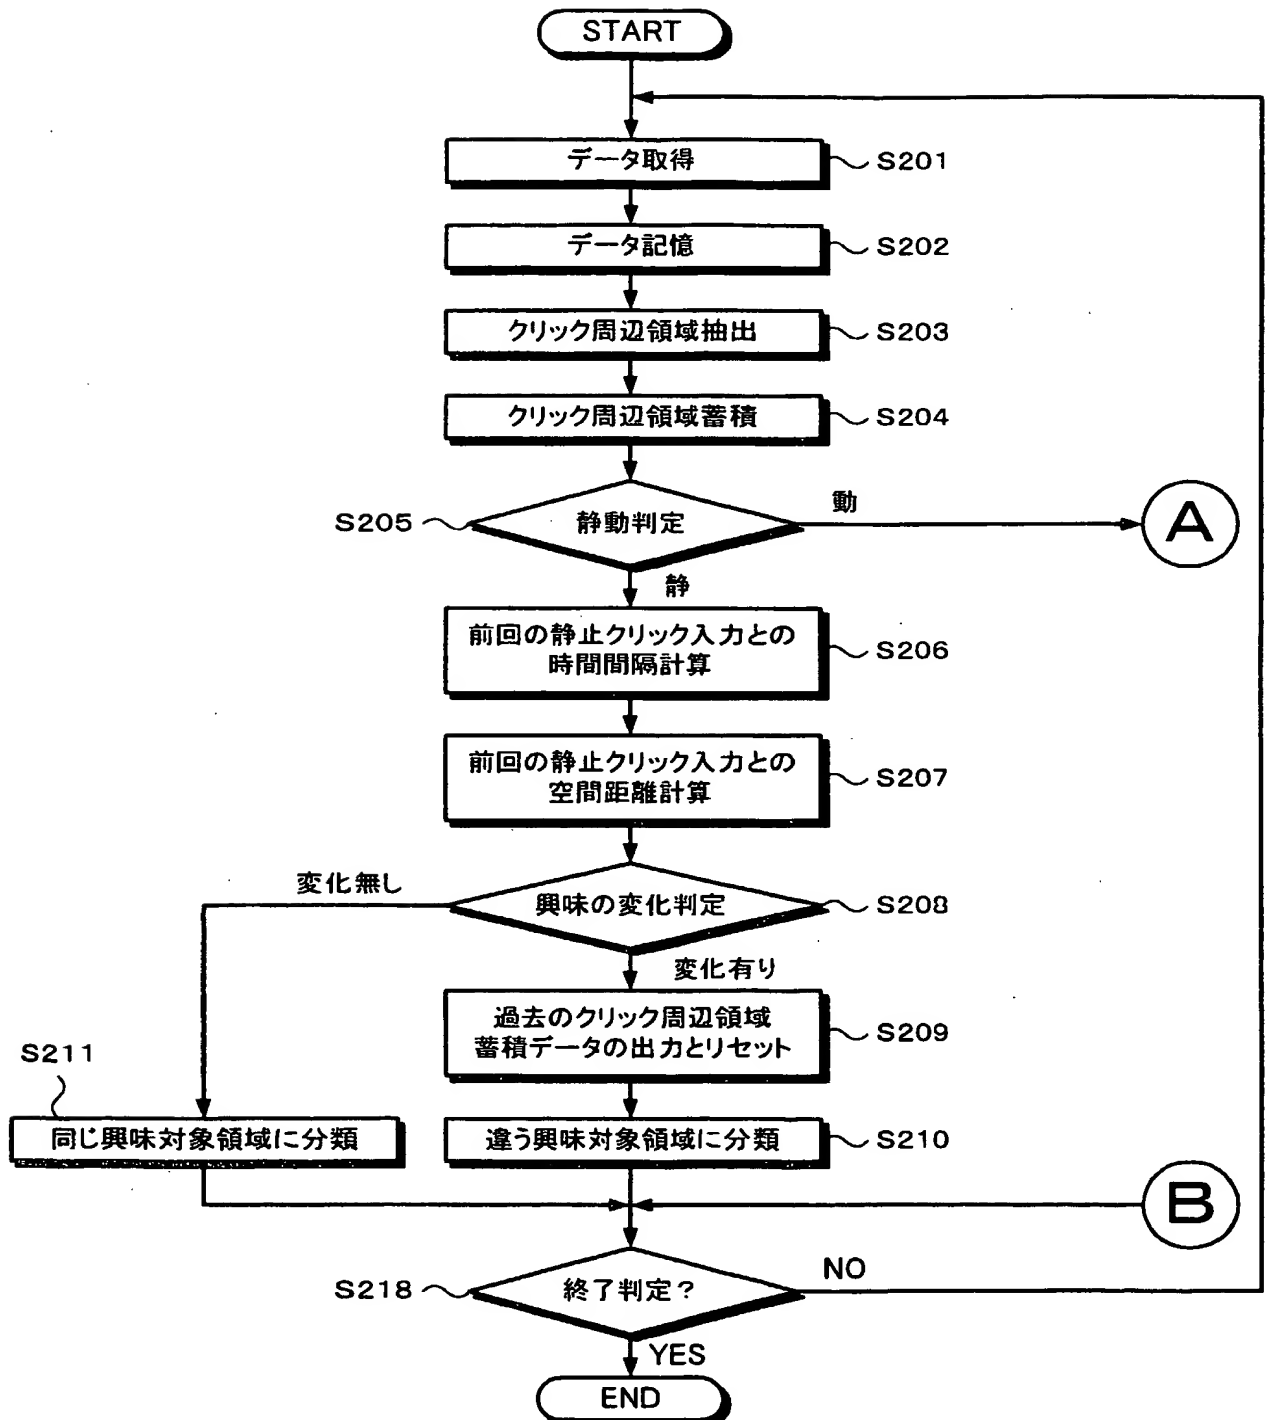 START
データ取得
S201
データ記憶
S202
クリック周辺領域抽出
S203
クリック周辺領域蓄積
S204
S205
静動判定
動
A
静
前回の静止クリック入力との
時間間隔計算
S206
前回の静止クリック入力との
空間距離計算
S207
変化無し
興味の変化判定
S208
変化有り
過去のクリック周辺領域
蓄積データの出力とリセット
S209
S211
同じ興味対象領域に分類
違う興味対象領域に分類
S210
B
S218
終了判定?
NO
YES
END